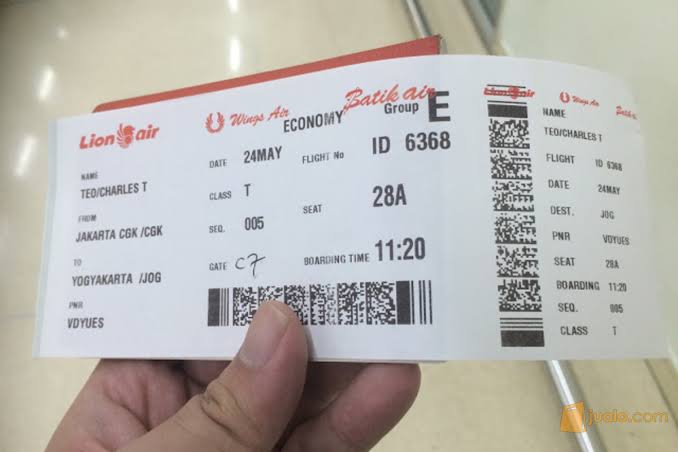 Lion air
Wings Air
Batik air
ECONOMY
Group E
NAME
TEO/CHARLES T
FROM
JAKARTA CGK /CGK
TO
YOGYAKARTA /JOG
PNR
VDYUES
DATE 24MAY FLIGHT No ID 6368
CLASS T SEAT 28A
SEQ. 005
GATE C7 BOARDING TIME 11:20
Lion air Wings Air Batik air
NAME
TEO/CHARLES T
FLIGHT ID 6368
DATE 24MAY
DEST. JOG
PNR VDYUES
SEAT 28A
BOARDING 11:20
SEQ. 005
CLASS T
jualo.com